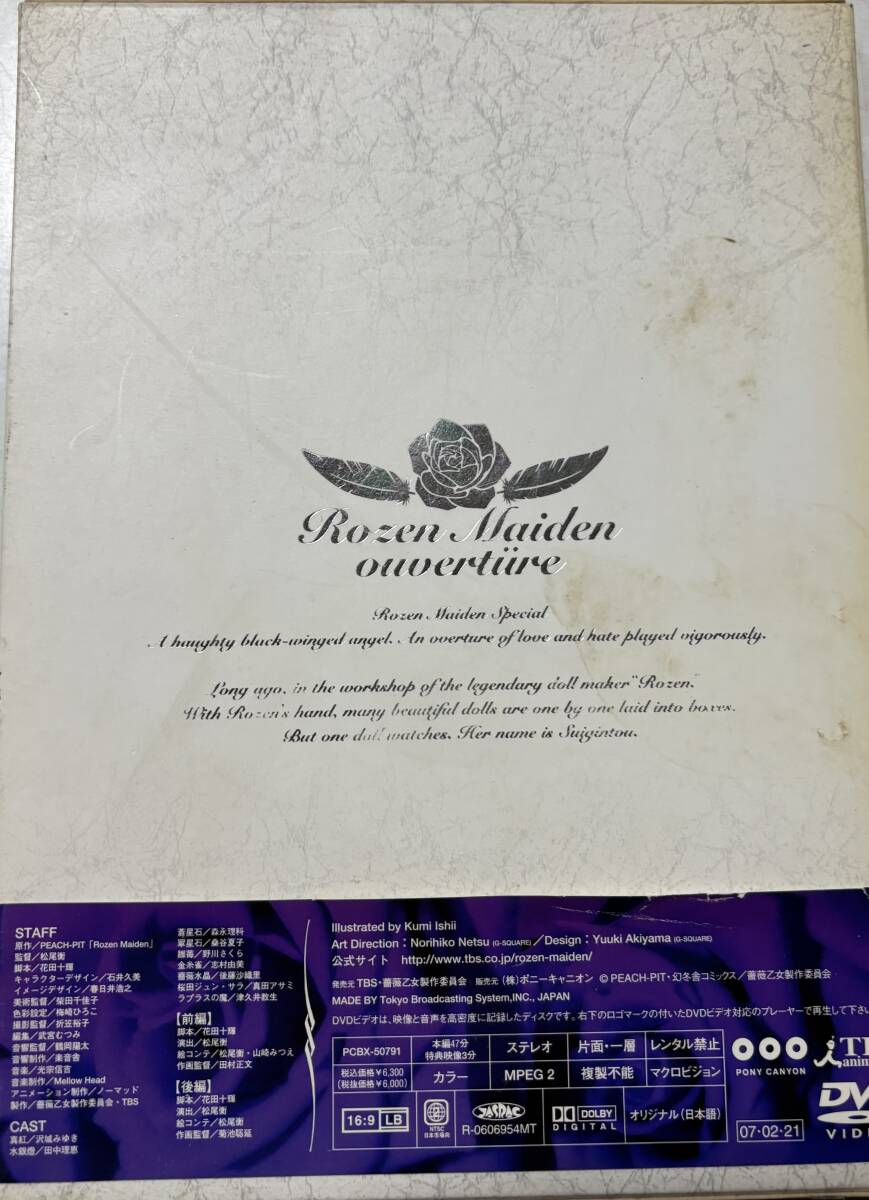 Rozen Maiden
ouvertüre
Rozen Maiden Special
A haughty black-winged angel. An overture of love and hate played vigorously.
Long ago, in the workshop of the legendary doll maker "Rozen."
With Rozen's hand, many beautiful dolls are one by one laid into boxes.
But one doll watches. Her name is Suigintou.
STAFF
原作／PEACH-PIT「Rozen Maiden」
監督／松尾衡
脚本／花田十輝
キャラクターデザイン／石井久美
イメージデザイン／春日井浩之
美術監督／柴田千佳子
色彩設定／梅崎ひろこ
撮影監督／折笠裕子
編集／武宮むつみ
音響監督／鶴岡陽太
音響制作／楽音舎
音楽／光宗信吉
音楽制作／Mellow Head
アニメーション制作／ノーマッド
製作／薔薇乙女製作委員会・TBS
CAST
真紅／沢城みゆき
水銀燈／田中理恵
蒼星石／森永理科
翠星石／桑谷夏子
雛苺／野川さくら
金糸雀／志村由美
薔薇水晶／後藤沙緒里
桜田ジュン・サラ／真田アサミ
ラプラスの魔／津久井教生
【前編】
脚本／花田十輝
演出／松尾衡
絵コンテ／松尾衡・山崎みつえ
作画監督／田村正文
【後編】
脚本／花田十輝
演出／松尾衡
絵コンテ／松尾衡
作画監督／菊池聡延
Illustrated by Kumi Ishii
Art Direction：Norihiko Netsu (G-SQUARE)／Design：Yuuki Akiyama (G-SQUARE)
公式サイト http://www.tbs.co.jp/rozen-maiden/
発売元 TBS・薔薇乙女製作委員会 販売元 (株)ポニーキャニオン © PEACH-PIT・幻冬舎コミックス／薔薇乙女製作委員会
MADE BY Tokyo Broadcasting System,INC., JAPAN
DVDビデオは、映像と音声を高密度に記録したディスクです。右下のロゴマークの付いたDVDビデオ対応のプレーヤーで再生して下さ
PCBX-50791 本編47分 特典映像3分 ステレオ 片面・一層 レンタル禁止
税込価格￥6,300 (税抜価格￥6,000) カラー MPEG 2 複製不能 マクロビジョン
16:9 LB 2 NTSC 日本市場向 JASRAC R-0606954MT DOLBY DIGITAL オリジナル(日本語)
PONY CANYON
anim
07・02・21
DV
VIDE